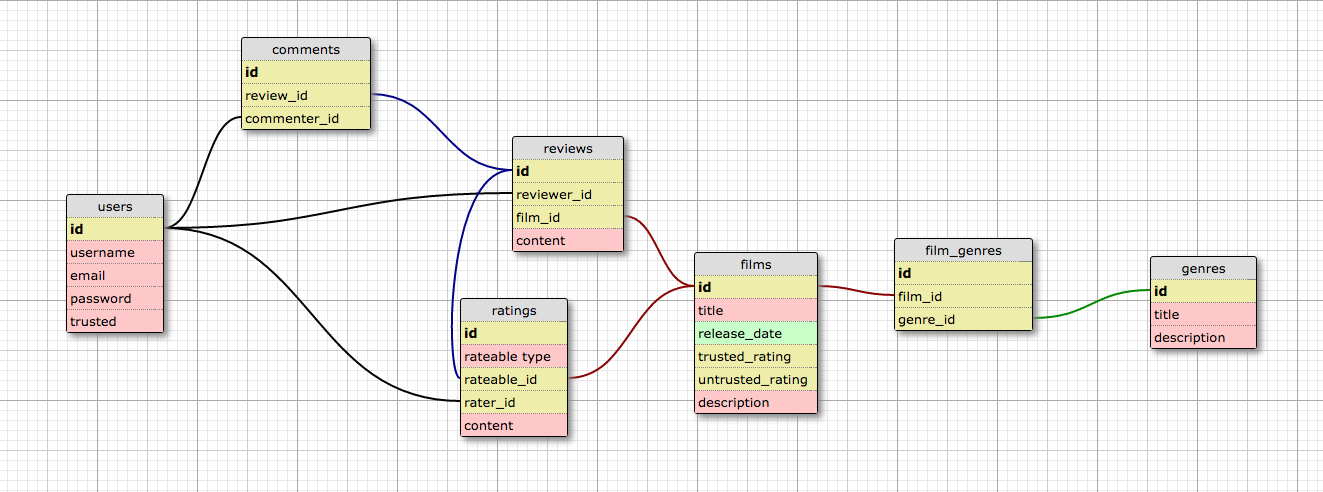 comments
id
review_id
commenter_id
users
id
username
email
password
trusted
reviews
id
reviewer_id
film_id
content
ratings
id
rateable type
rateable_id
rater_id
content
films
id
title
release_date
trusted_rating
untrusted_rating
description
film_genres
id
film_id
genre_id
genres
id
title
description